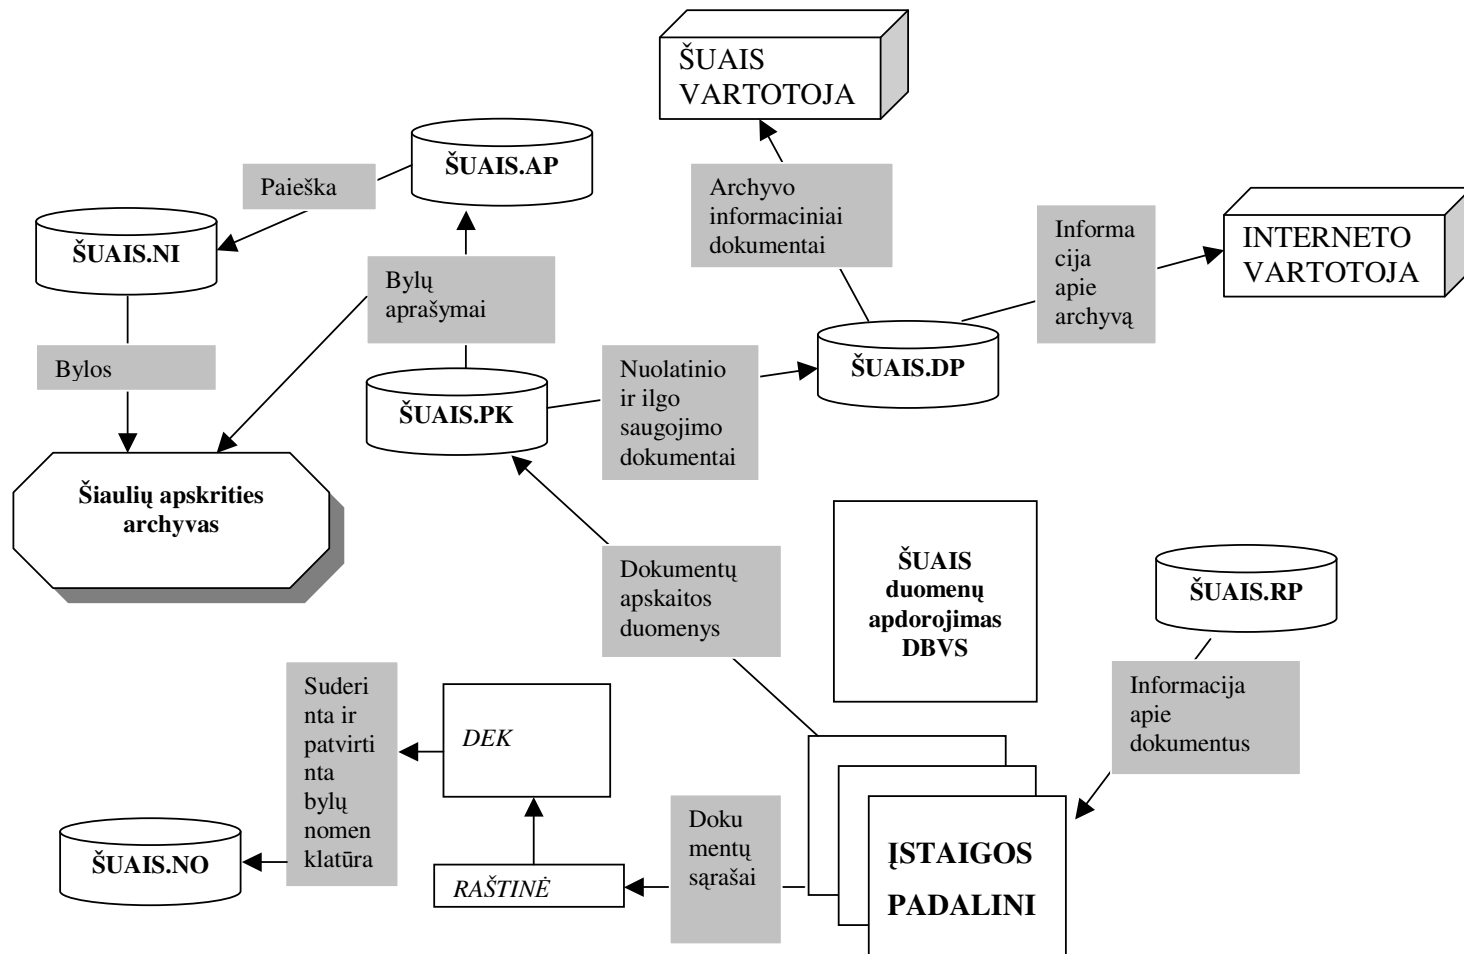 ŠUAIS
VARTOTOJA
ŠUAIS.AP
Paieška
Archyvo
informaciniai
dokumentai
Informa
cija
apie
archyvą
INTERNETO
VARTOTOJA
ŠUAIS.NI
Bylų
aprašymai
Bylos
ŠUAIS.PK
Nuolatinio
ir ilgo
saugojimo
dokumentai
ŠUAIS.DP
Šiaulių apskrities
archyvas
Dokumentų
apskaitos
duomenys
ŠUAIS
duomenų
apdorojimas
DBVS
ŠUAIS.RP
Suderi
nta ir
patvirti
nta
bylų
nomen
klatūra
DEK
Informacija
apie
dokumentus
ŠUAIS.NO
RAŠTINĖ
Doku
mentų
sąrašai
ĮSTAIGOS
PADALINI